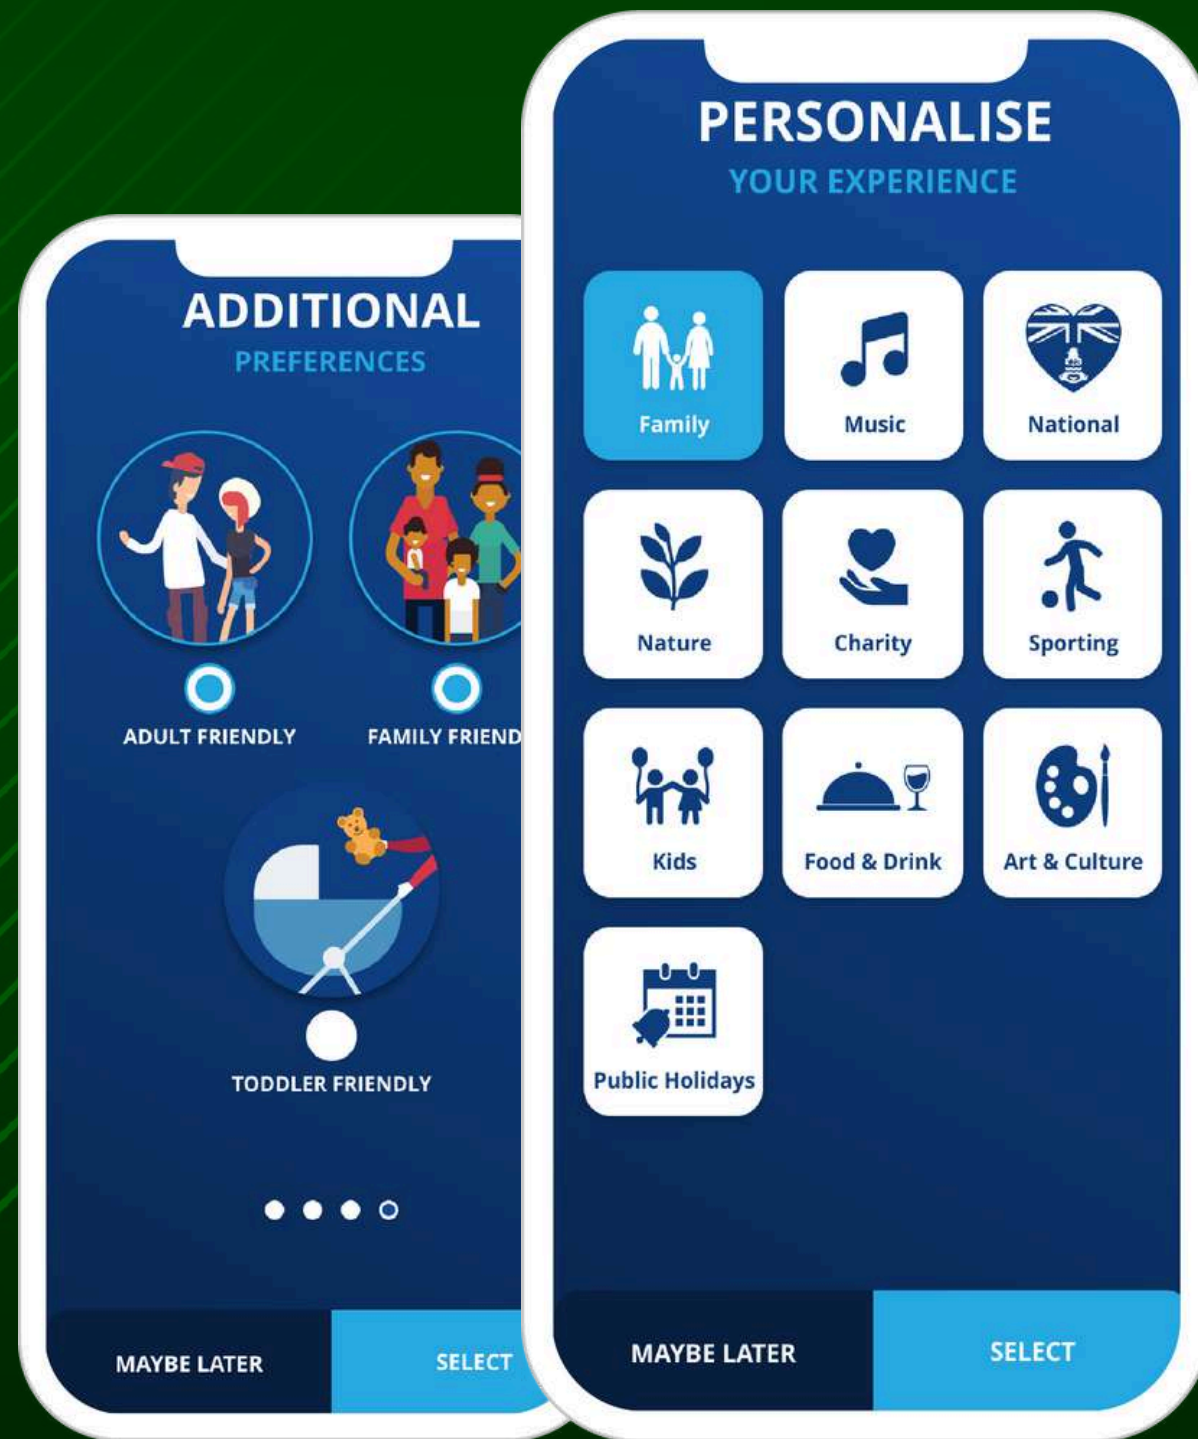 ADDITIONAL
PREFERENCES
ADULT FRIENDLY
FAMILY FRIEND
TODDLER FRIENDLY
MAYBE LATER
SELECT
PERSONALISE
YOUR EXPERIENCE
Family
Music
National
Nature
Charity
Sporting
Kids
Food & Drink
Art & Culture
Public Holidays
MAYBE LATER
SELECT